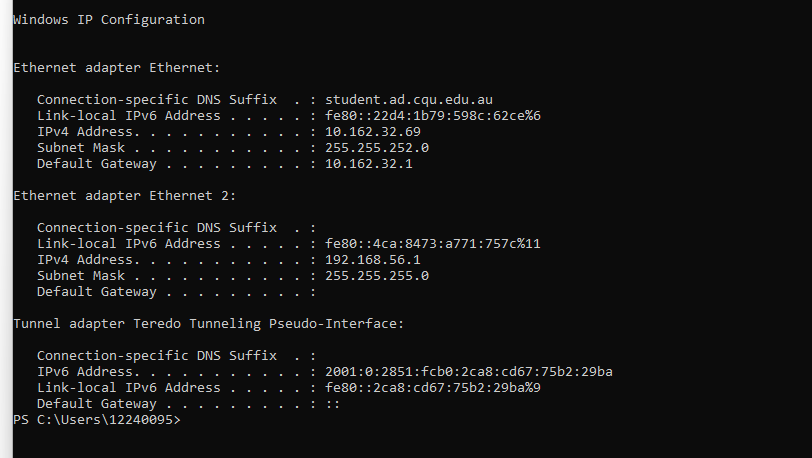 Windows IP Configuration
Ethernet adapter Ethernet:
Connection-specific DNS Suffix  . : student.ad.cqu.edu.au
Link-local IPv6 Address . . . . . : fe80::22d4:1b79:598c:62ce%6
IPv4 Address. . . . . . . . . . . : 10.162.32.69
Subnet Mask . . . . . . . . . . . : 255.255.252.0
Default Gateway . . . . . . . . . : 10.162.32.1
Ethernet adapter Ethernet 2:
Connection-specific DNS Suffix  . :
Link-local IPv6 Address . . . . . : fe80::4ca:8473:a771:757c%11
IPv4 Address. . . . . . . . . . . : 192.168.56.1
Subnet Mask . . . . . . . . . . . : 255.255.255.0
Default Gateway . . . . . . . . . :
Tunnel adapter Teredo Tunneling Pseudo-Interface:
Connection-specific DNS Suffix  . :
IPv6 Address. . . . . . . . . . . : 2001:0:2851:fcb0:2ca8:cd67:75b2:29ba
Link-local IPv6 Address . . . . . : fe80::2ca8:cd67:75b2:29ba%9
Default Gateway . . . . . . . . . : ::
PS C:\Users\12240095>